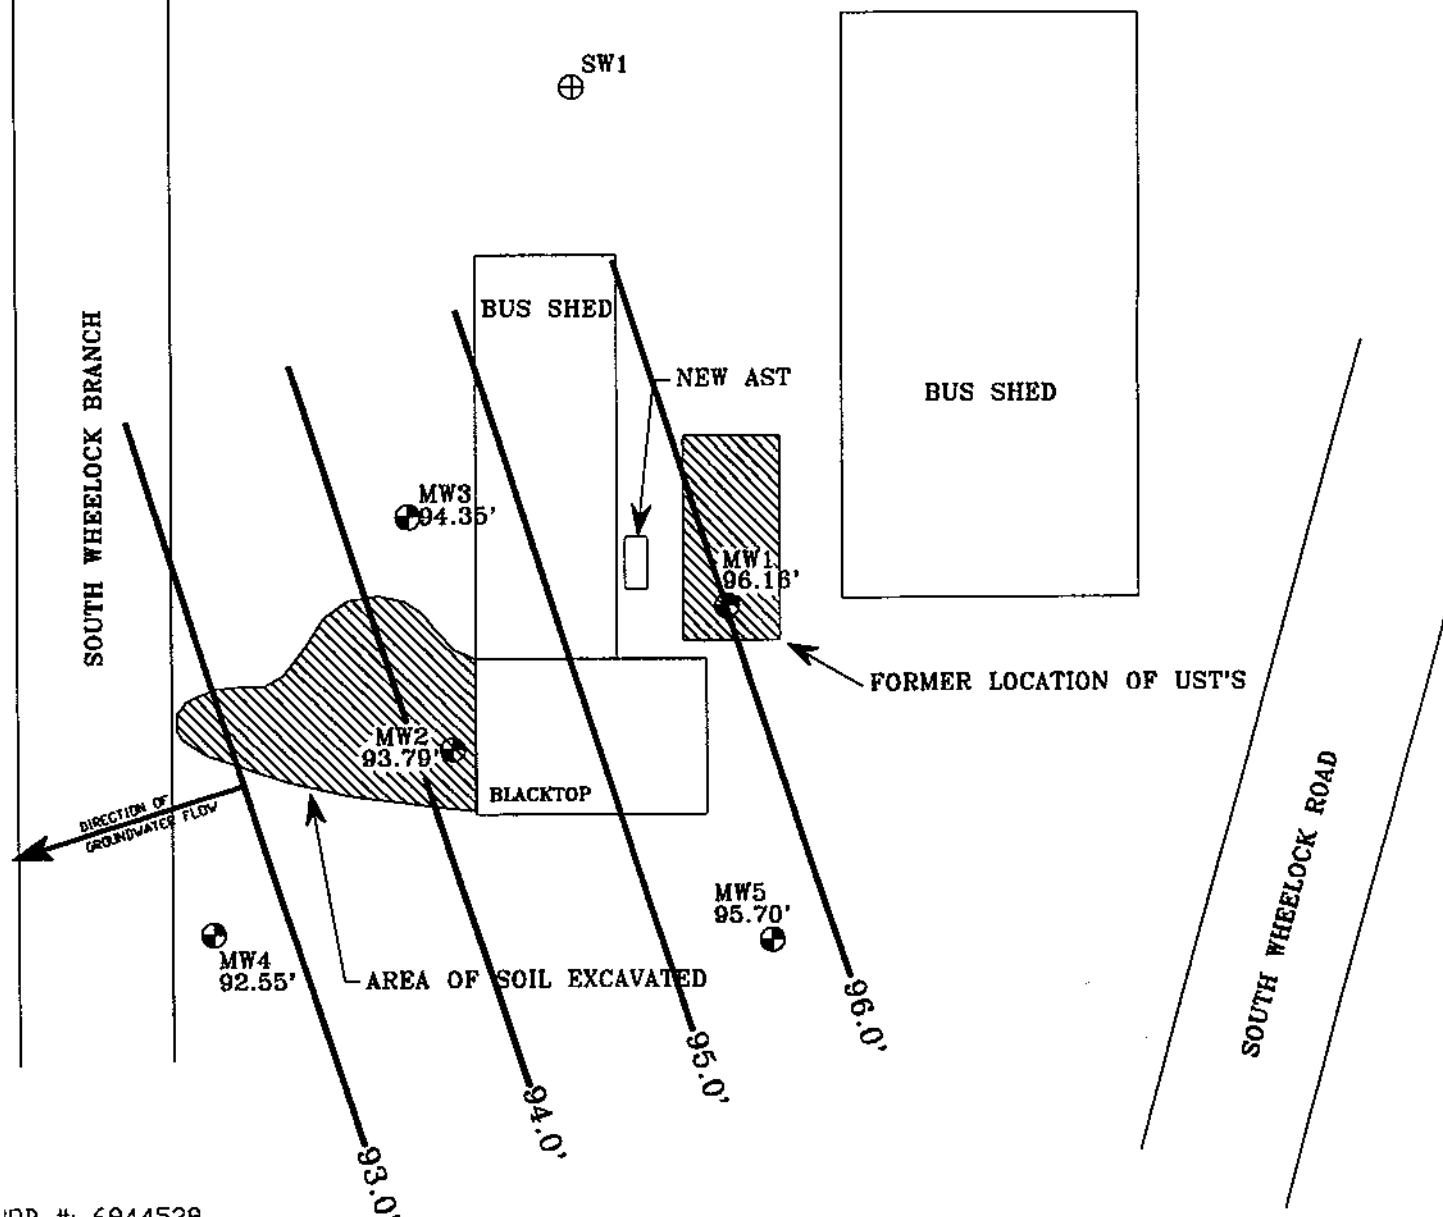 SW1
BUS SHED
NEW AST
BUS SHED
SOUTH WHEELOCK BRANCH
MW3
94.35'
MW1
96.16'
FORMER LOCATION OF UST'S
MW2
93.79'
BLACKTOP
DIRECTION OF
GROUNDWATER FLOW
SOUTH WHEELOCK ROAD
MW5
95.70'
MW4
92.55'
AREA OF SOIL EXCAVATED
96.0'
95.0'
94.0'
93.0'